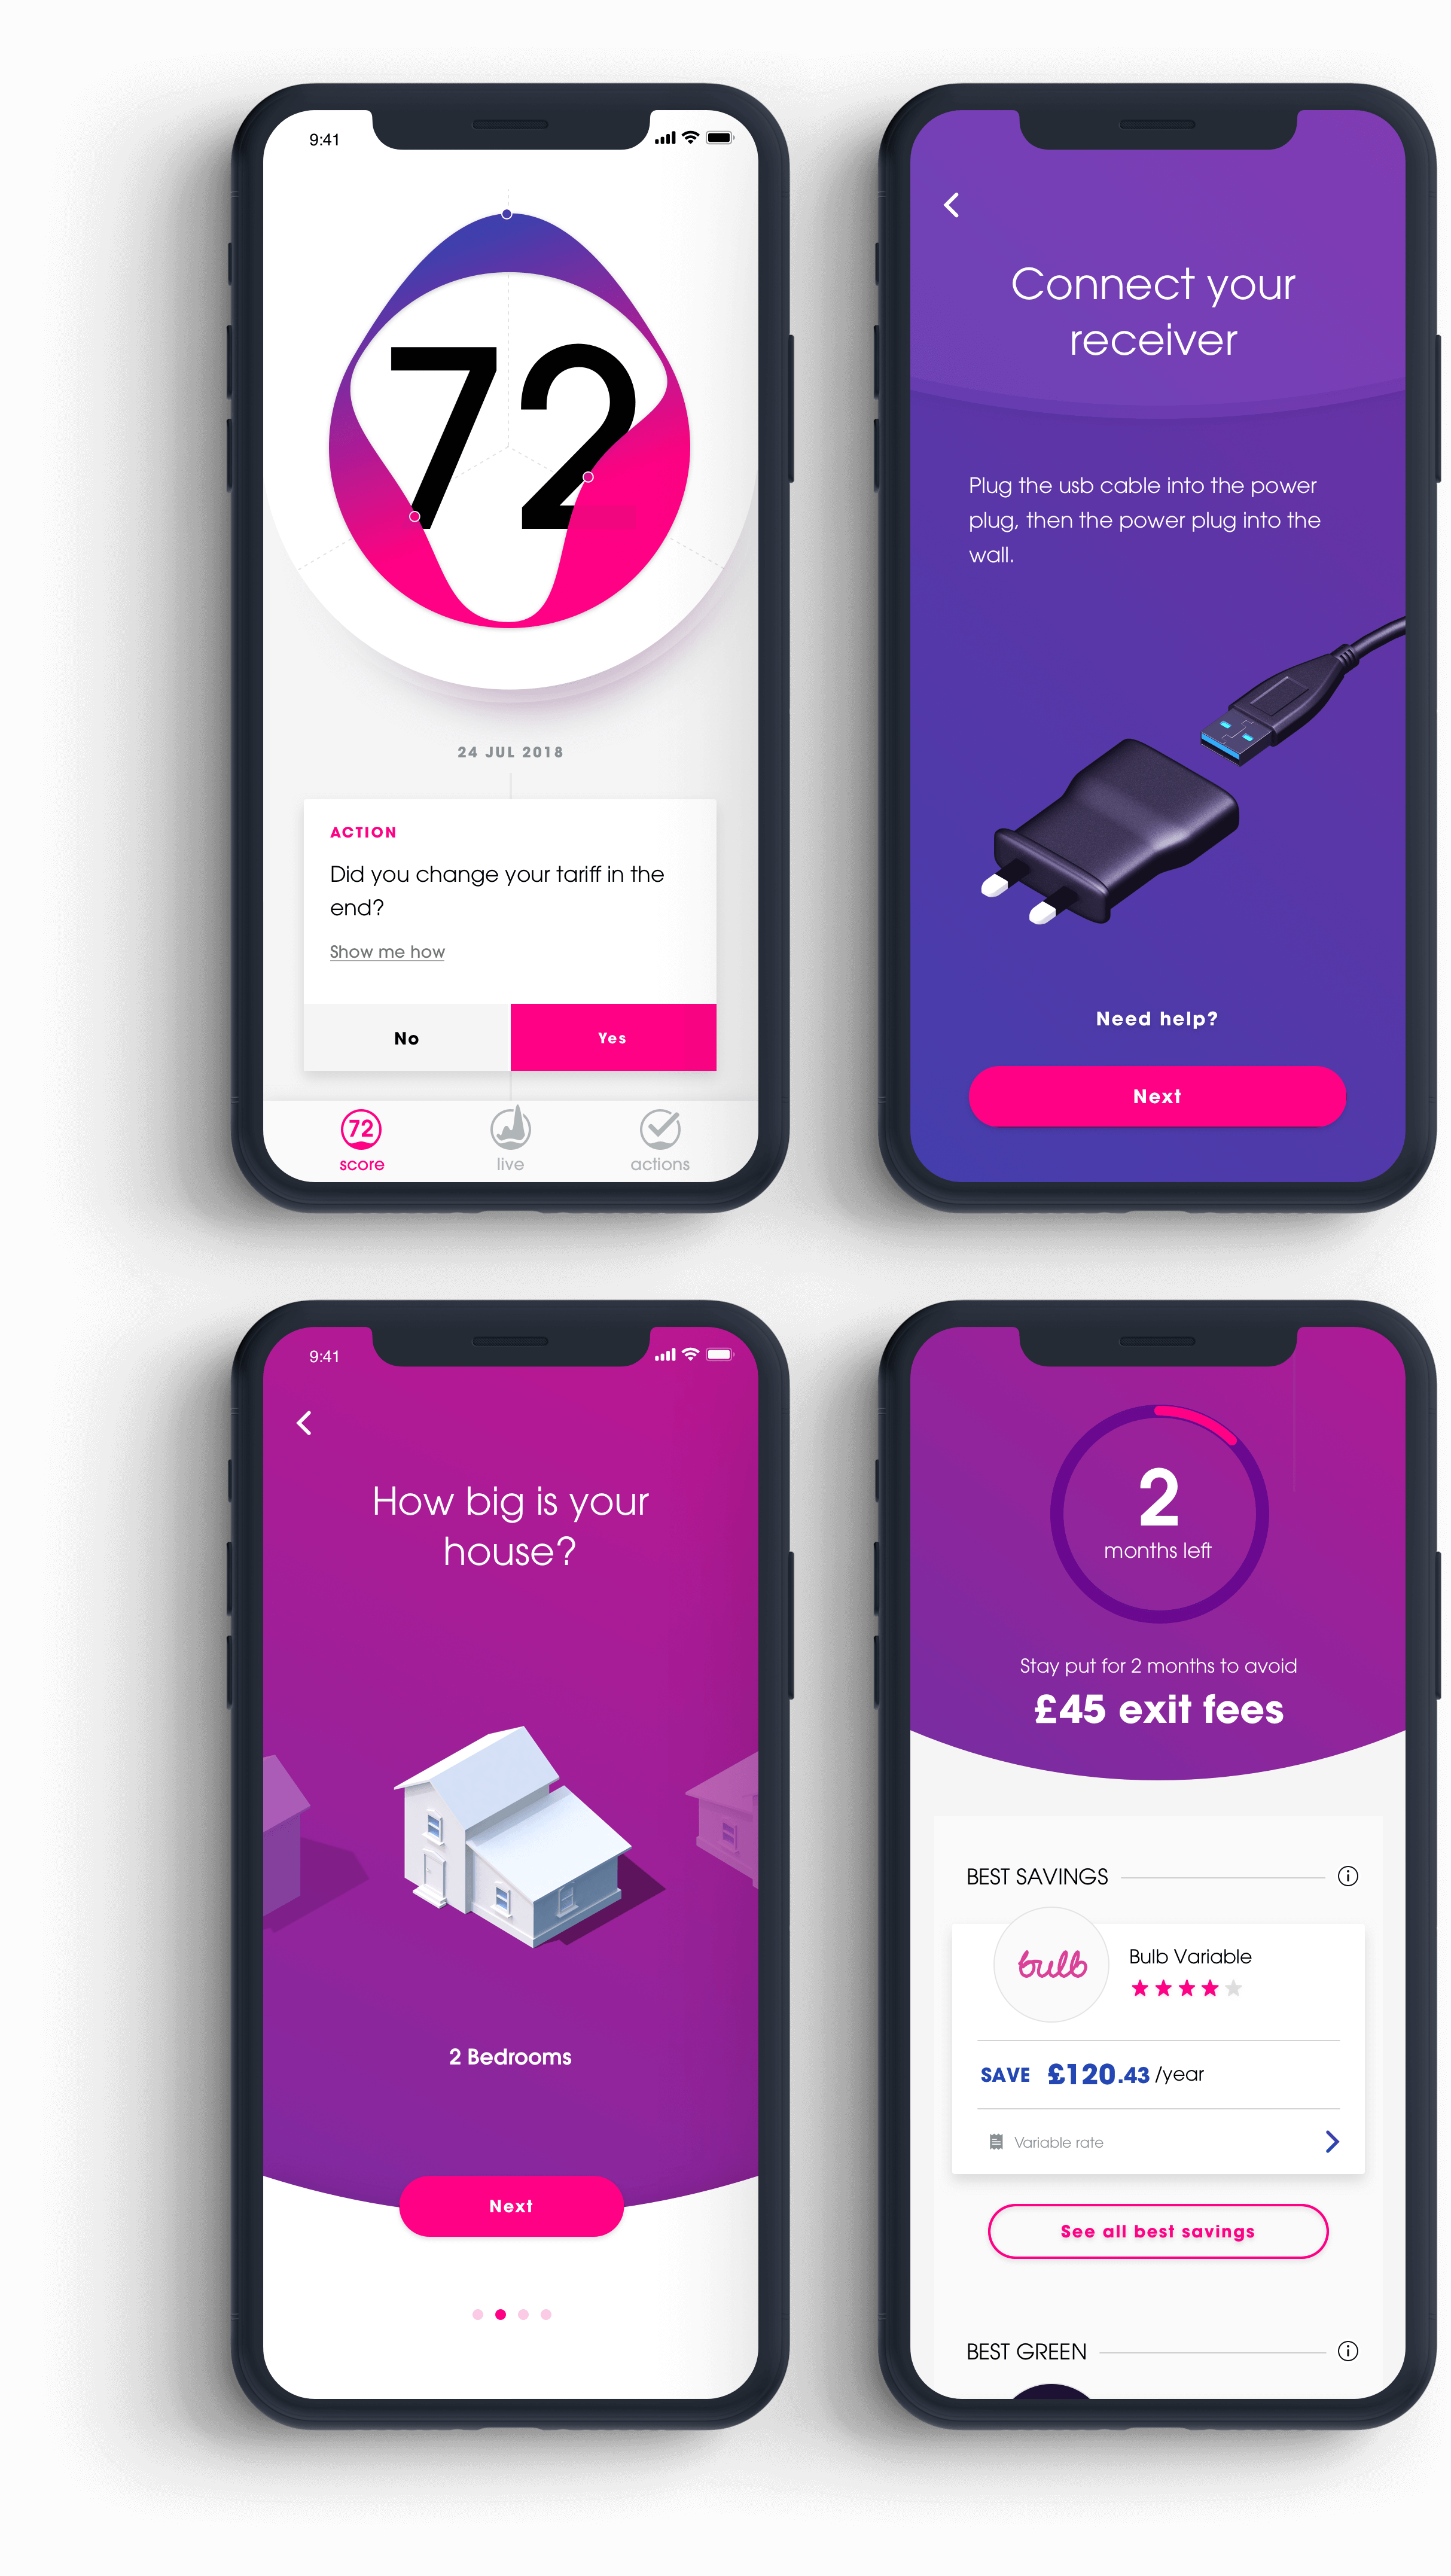 9:41
72
24 JUL 2018
ACTION
Did you change your tariff in the
end?
Show me how
No
Yes
72
score
live
actions
Connect your
receiver
Plug the usb cable into the power
plug, then the power plug into the
wall.
Need help?
Next
9:41
How big is your
house?
2 Bedrooms
Next
2
months left
Stay put for 2 months to avoid
£45 exit fees
BEST SAVINGS
bulb
Bulb Variable
SAVE £120.43 /year
Variable rate
See all best savings
BEST GREEN